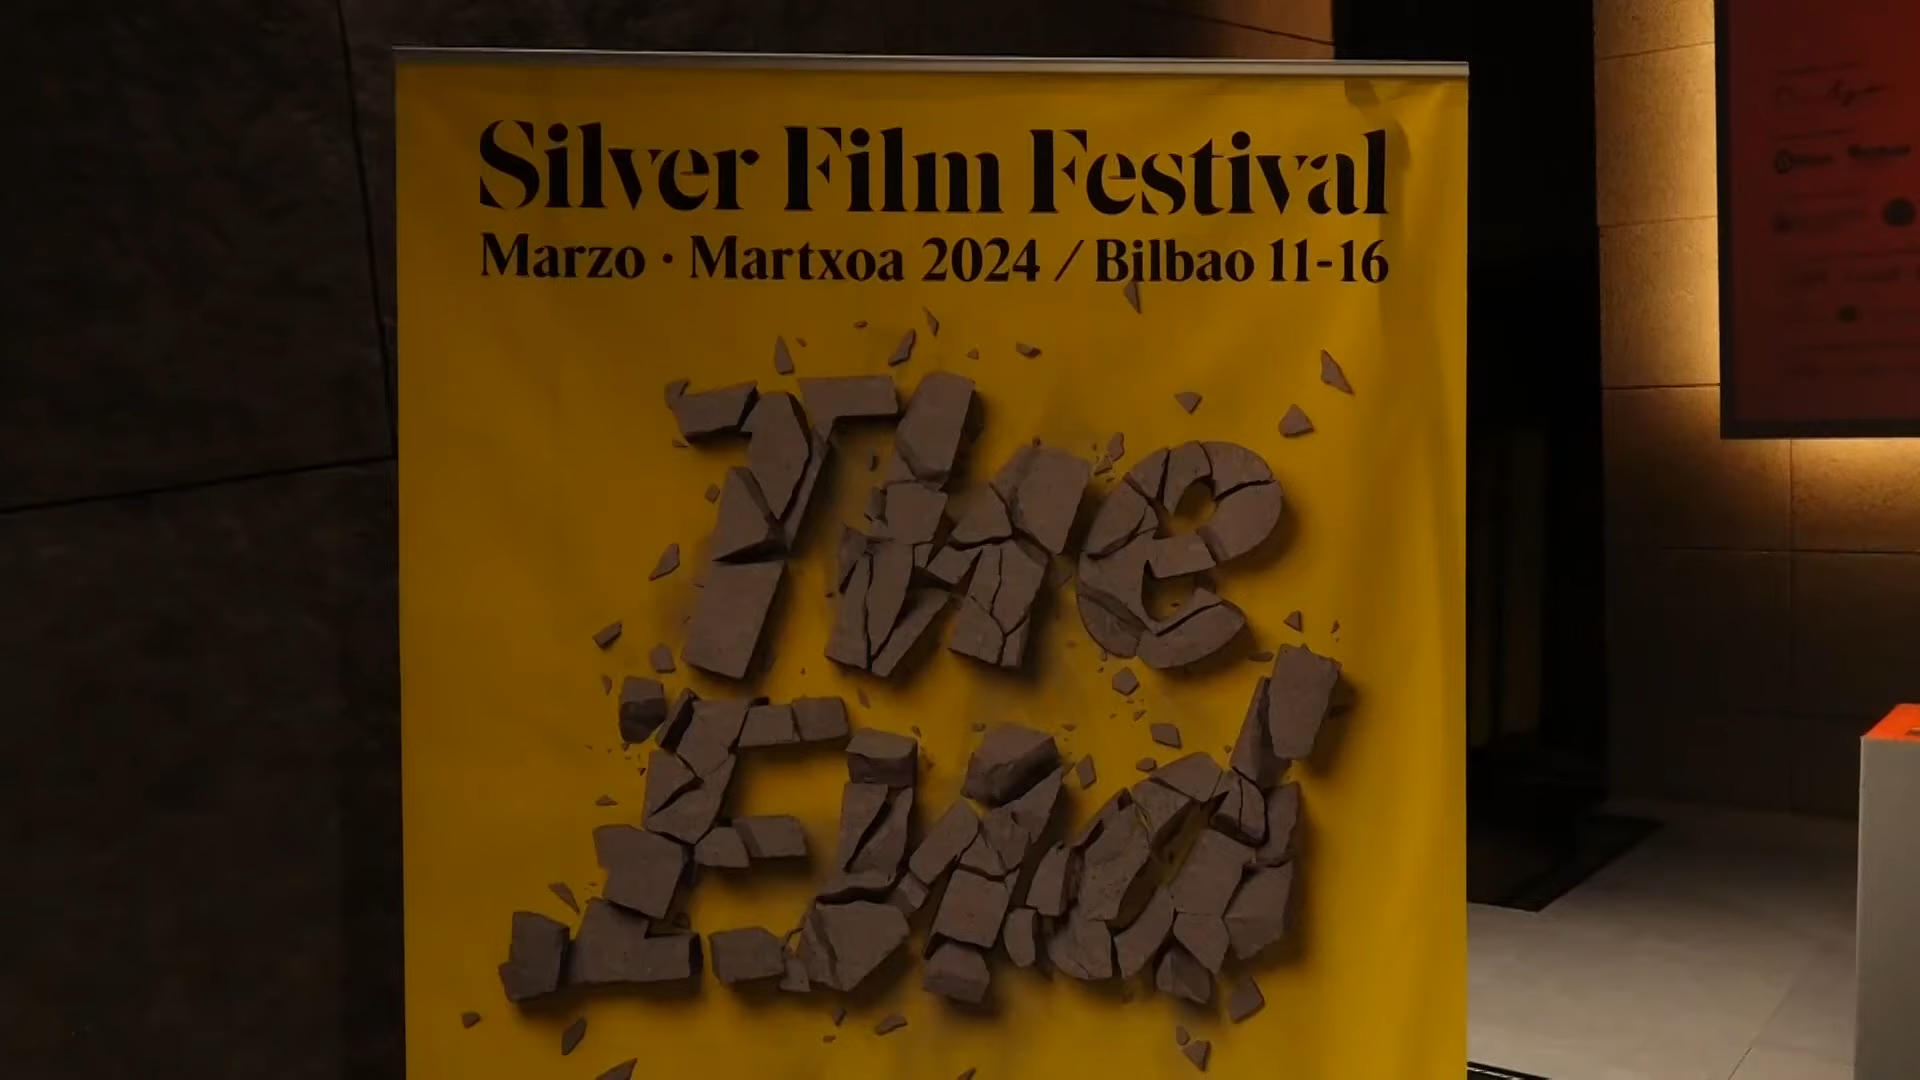 Silver Film Festival
Marzo · Martxoa 2024 / Bilbao 11-16
The
End